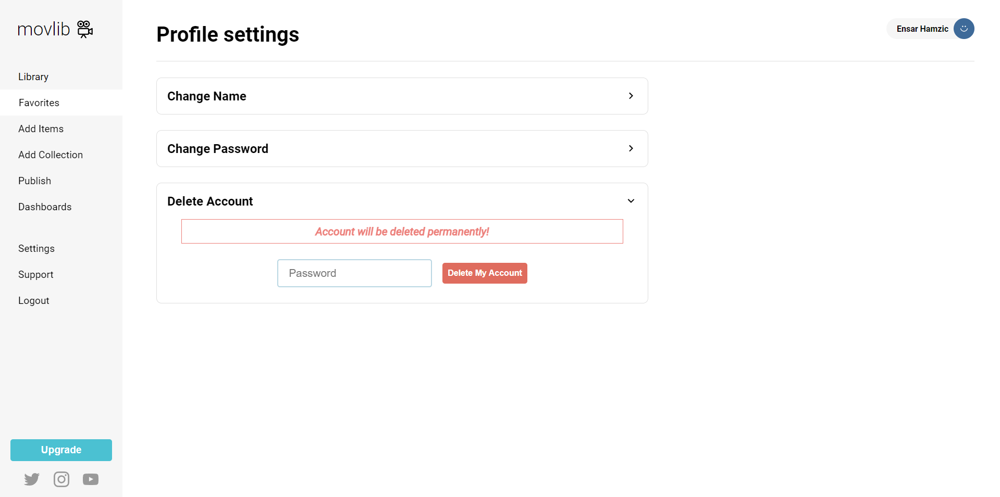 movlib
Library
Favorites
Add Items
Add Collection
Publish
Dashboards
Settings
Support
Logout
Upgrade
Profile settings
Ensar Hamzic
Change Name
Change Password
Delete Account
Account will be deleted permanently!
Password
Delete My Account